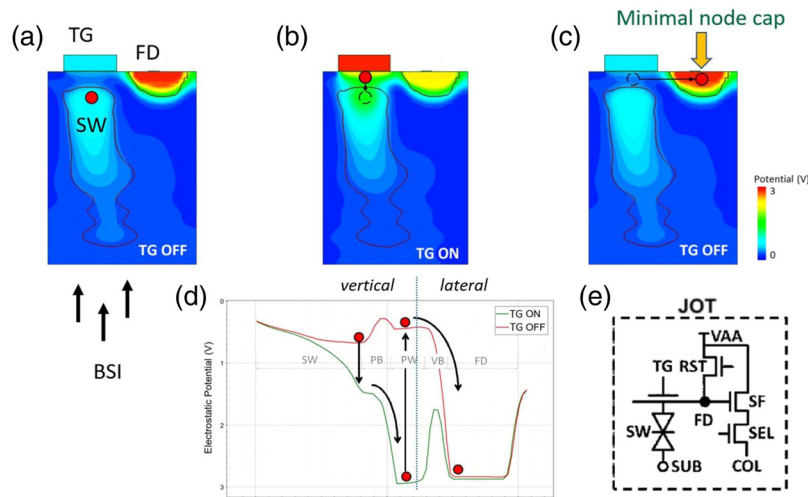 (a)
TG
FD
SW
TG OFF
BSI
(b)
TG ON
(c)
Minimal node cap
TG OFF
Potential (V)
3
0
(d)
vertical
lateral
TG ON
TG OFF
SW
PB
PW
VB
FD
Electrostatic Potential (V)
0
1
2
3
(e)
JOT
VAA
TG
RST
SF
FD
SW
SEL
SUB
COL